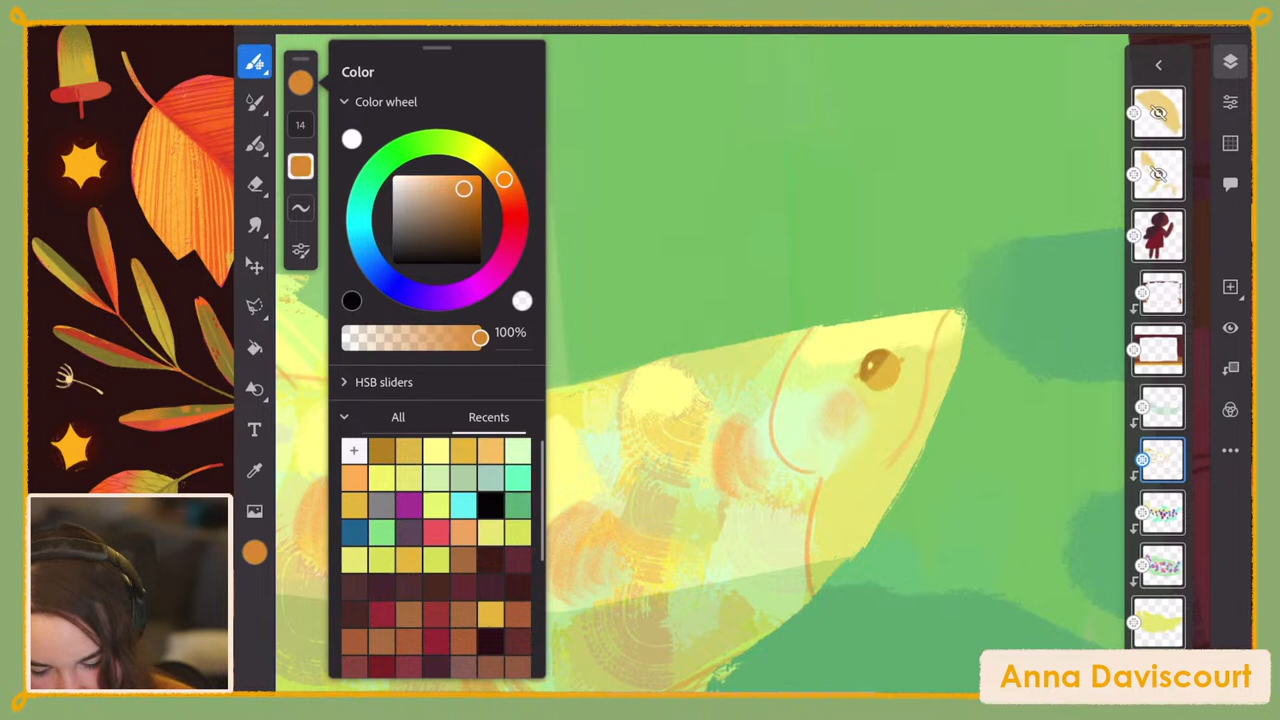 Color
Color wheel
14
100%
HSB sliders
All
Recents
T
Anna Daviscourt